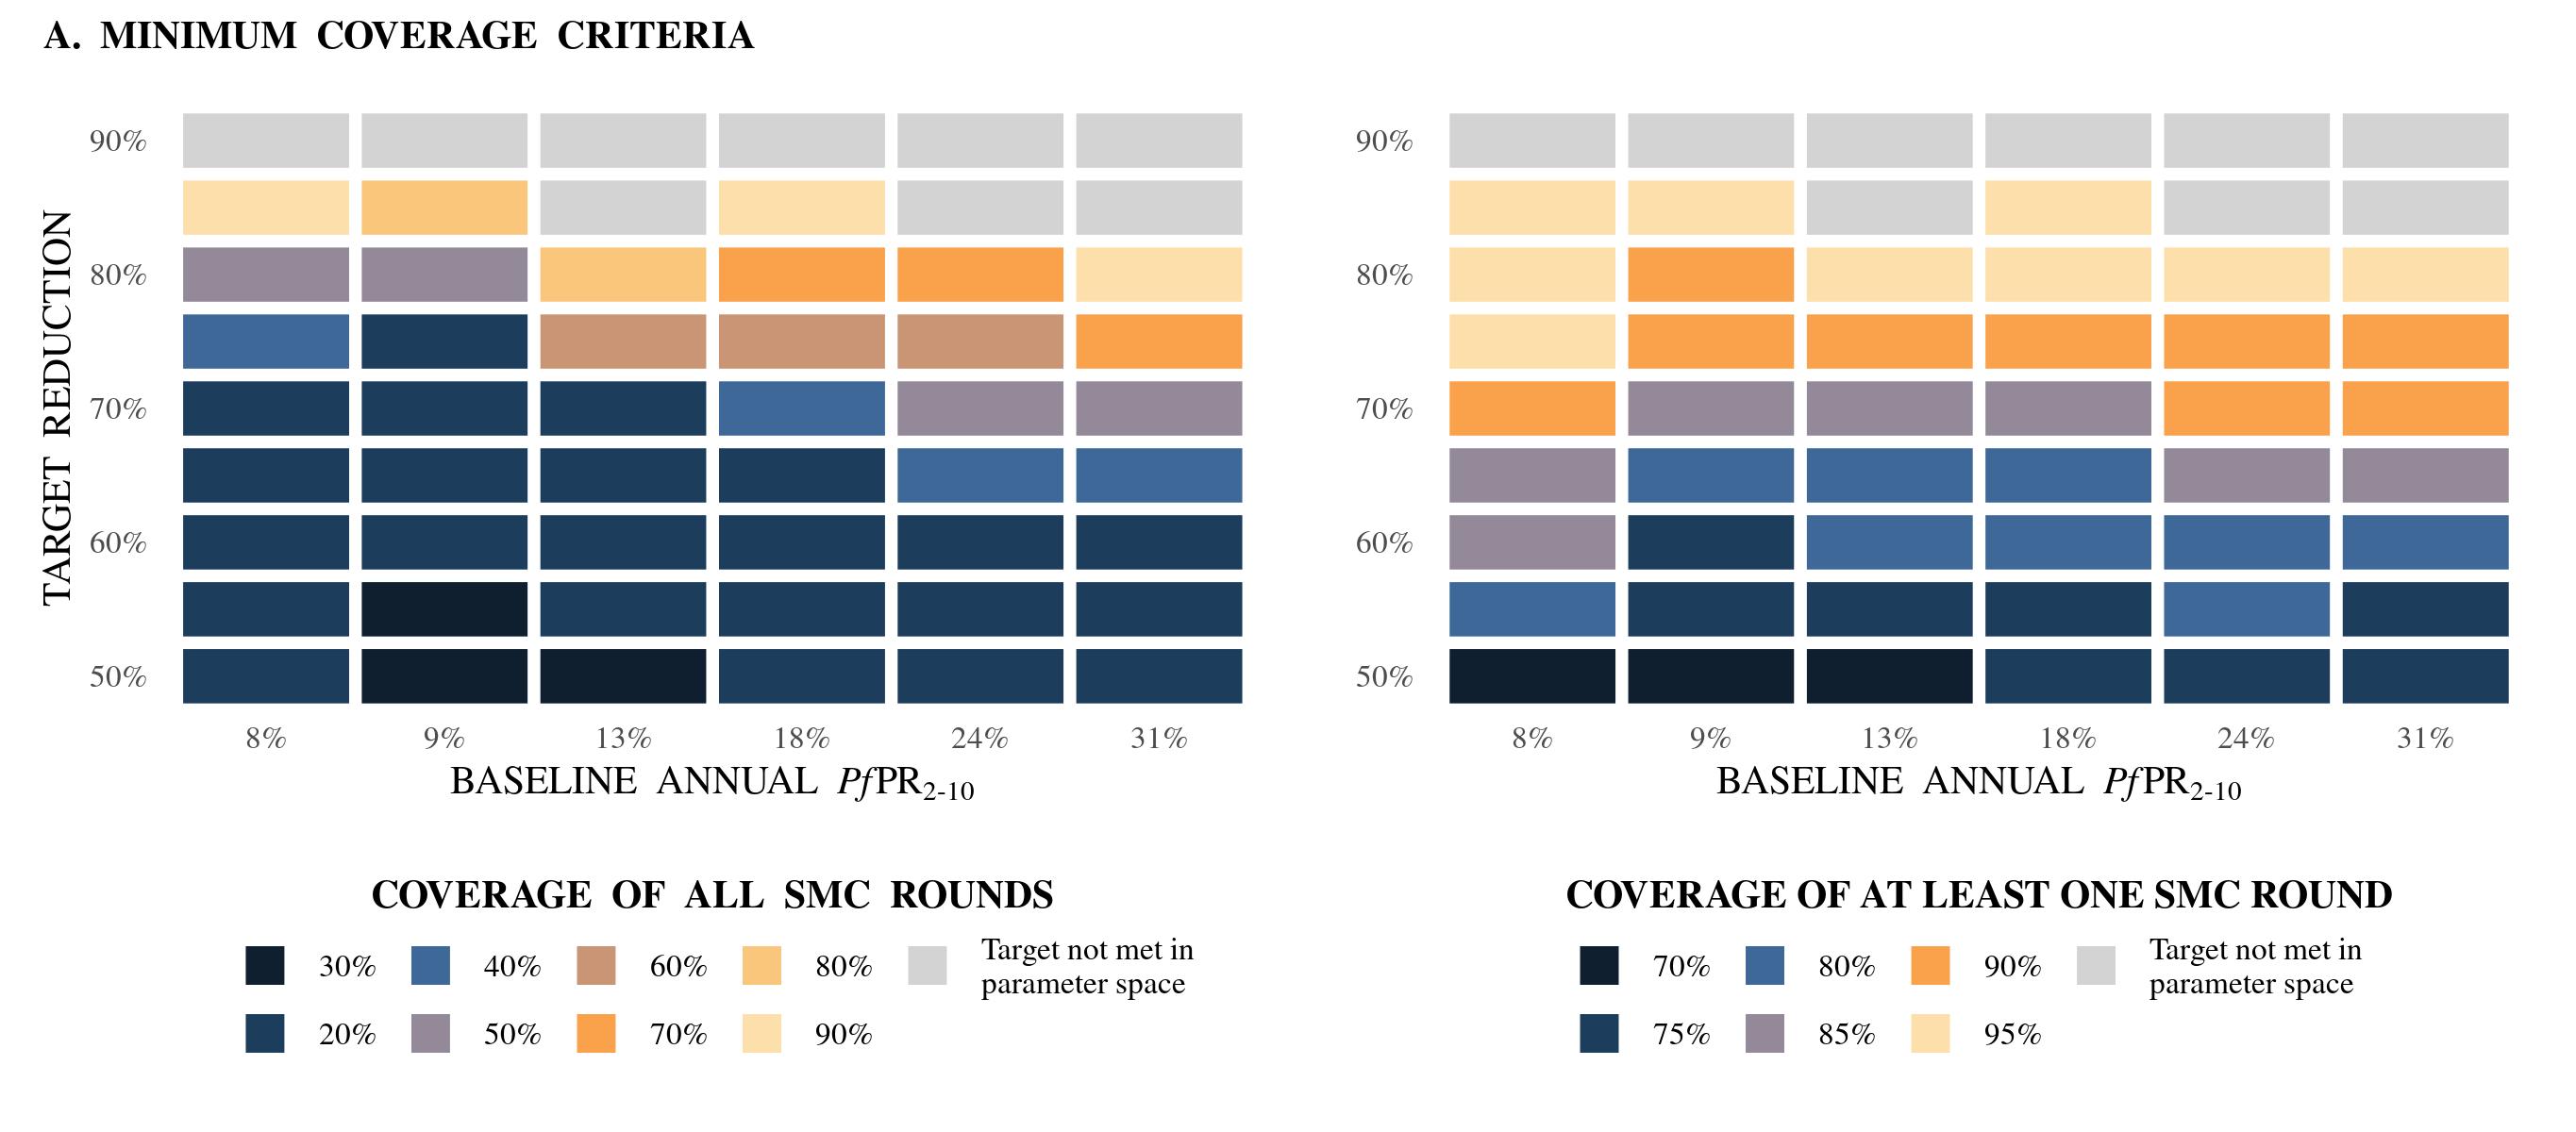 A. MINIMUM COVERAGE CRITERIA
TARGET REDUCTION
90%
80%
70%
60%
50%
8% 9% 13% 18% 24% 31%
BASELINE ANNUAL PfPR2-10
COVERAGE OF ALL SMC ROUNDS
30% 40% 60% 80% Target not met in
parameter space
20% 50% 70% 90%
90%
80%
70%
60%
50%
8% 9% 13% 18% 24% 31%
BASELINE ANNUAL PfPR2-10
COVERAGE OF AT LEAST ONE SMC ROUND
70% 80% 90% Target not met in
parameter space
75% 85% 95%